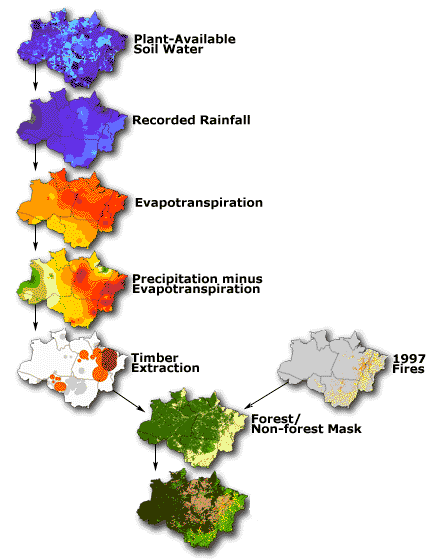 Plant-Available
Soil Water
Recorded Rainfall
Evapotranspiration
Precipitation minus
Evapotranspiration
Timber
Extraction
1997
Fires
Forest/
Non-forest Mask